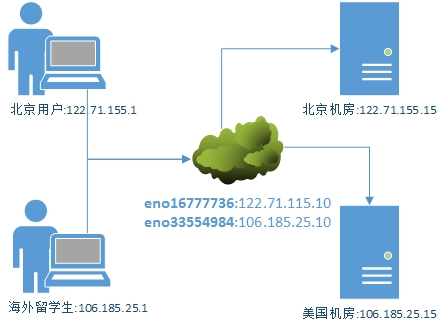 北京用户:122.71.155.1
北京机房:122.71.155.15
eno16777736:122.71.115.10
eno33554984:106.185.25.10
海外留学生:106.185.25.1
美国机房:106.185.25.15